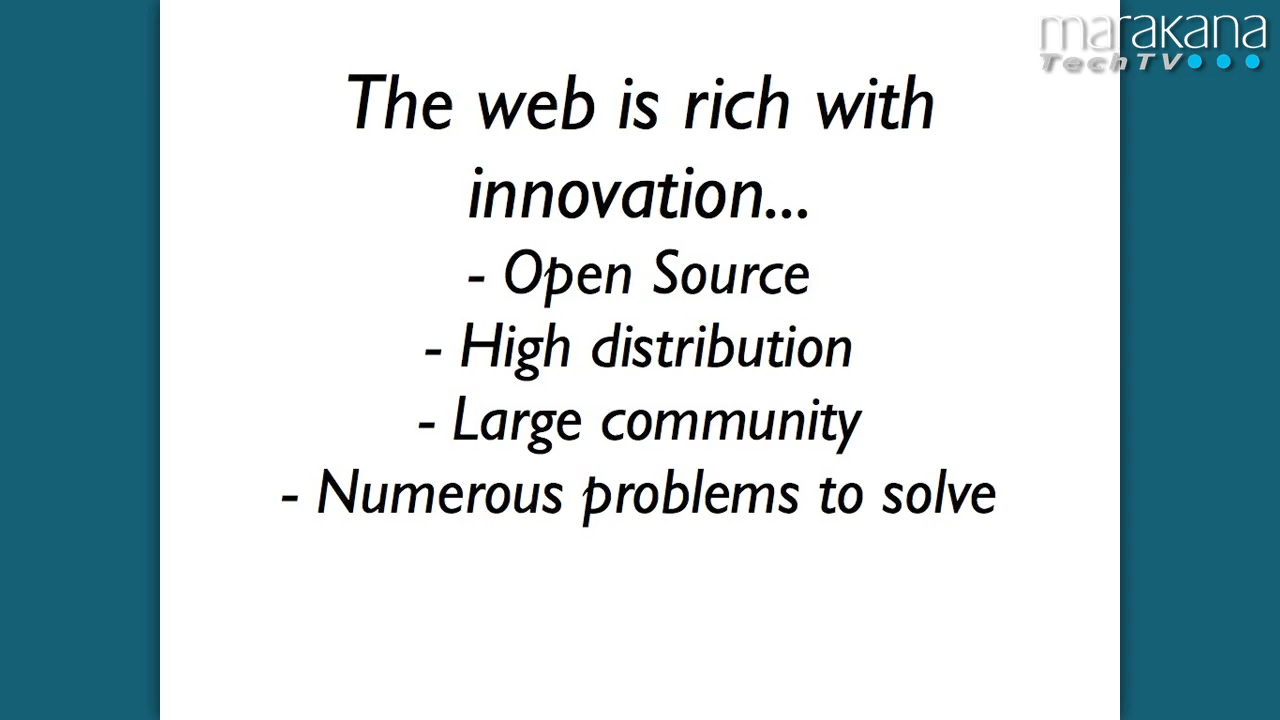 marakana
TechTV
The web is rich with
innovation...
- Open Source
- High distribution
- Large community
- Numerous problems to solve